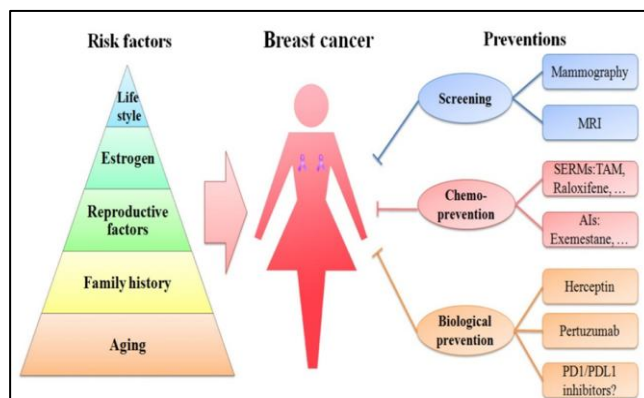 Risk factors
Breast cancer
Preventions
Life
style
Estrogen
Reproductive
factors
Family history
Aging
Screening
Mammography
MRI
Chemo-
prevention
SERMs:TAM,
Raloxifene, ...
AIs:
Exemestane, ...
Biological
prevention
Herceptin
Pertuzumab
PD1/PDL1
inhibitors?